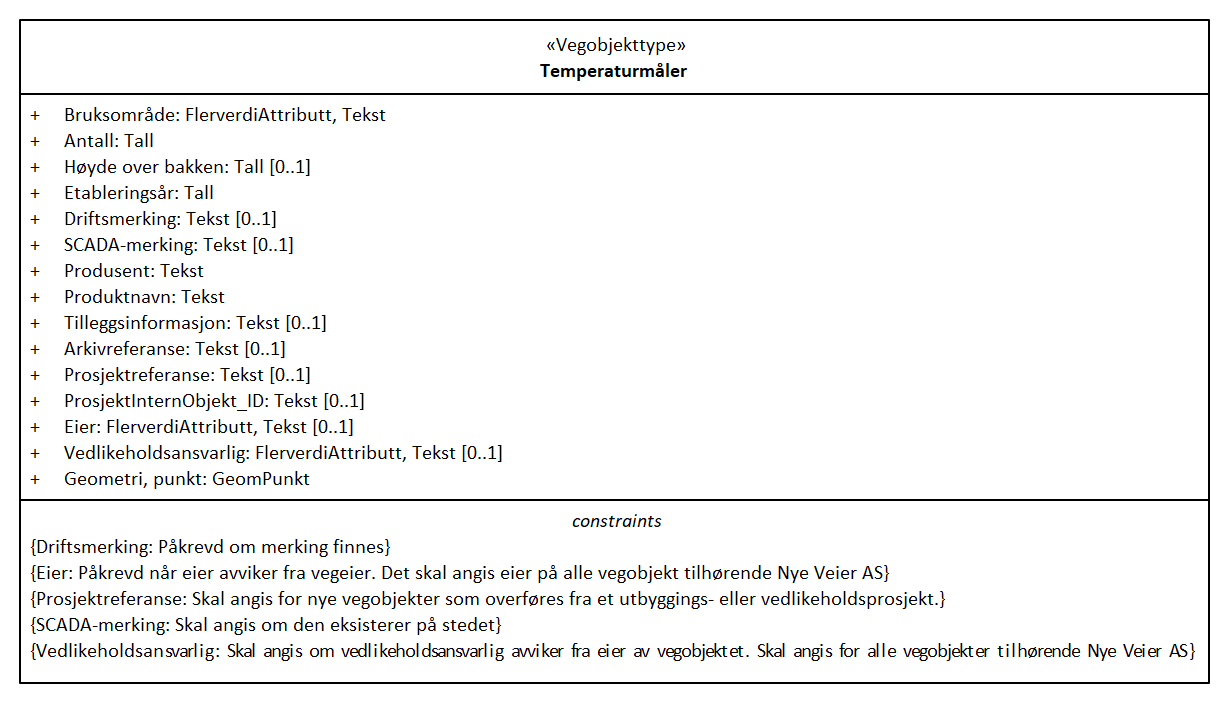 «Vegobjekttype»
Temperaturmåler
+ Bruksområde: FlerverdiAttributt, Tekst
+ Antall: Tall
+ Høyde over bakken: Tall [0..1]
+ Etableringsår: Tall
+ Driftsmerking: Tekst [0..1]
+ SCADA-merking: Tekst [0..1]
+ Produsent: Tekst
+ Produktnavn: Tekst
+ Tilleggsinformasjon: Tekst [0..1]
+ Arkivreferanse: Tekst [0..1]
+ Prosjektreferanse: Tekst [0..1]
+ ProsjektInternObjekt_ID: Tekst [0..1]
+ Eier: FlerverdiAttributt, Tekst [0..1]
+ Vedlikeholdsansvarlig: FlerverdiAttributt, Tekst [0..1]
+ Geometri, punkt: GeomPunkt
constraints
{Driftsmerking: Påkrevd om merking finnes}
{Eier: Påkrevd når eier avviker fra vegeier. Det skal angis eier på alle vegobjekt tilhørende Nye Veier AS}
{Prosjektreferanse: Skal angis for nye vegobjekter som overføres fra et utbyggings- eller vedlikeholdsprosjekt.}
{SCADA-merking: Skal angis om den eksisterer på stedet}
{Vedlikeholdsansvarlig: Skal angis om vedlikeholdsansvarlig avviker fra eier av vegobjektet. Skal angis for alle vegobjekter tilhørende Nye Veier AS}